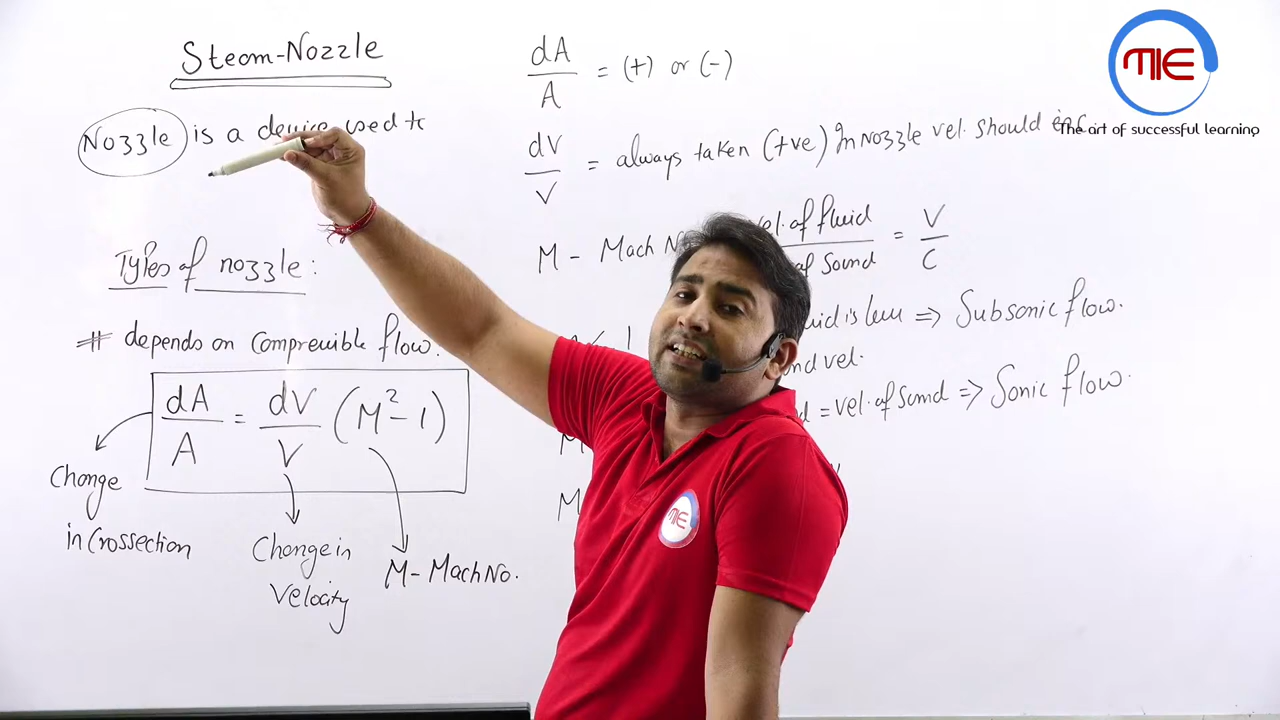 Steam-Nozzle
Nozzle is a device used to
Types of nozzle:
# depends on Compressible flow.
dA/A = dV/V (M²-1)
Change
in Crossection
Change in
Velocity
M - Mach No.
dA/A = (+) or (-)
dV/V = always taken (+ve) In Nozzle vel. should inc
M - Mach N vel. of fluid / of Sound = V/C
uid is less => Subsonic flow.
nd vel.
d = vel. of Sound => Sonic flow.
M
MIE
The art of successful learning
MIE